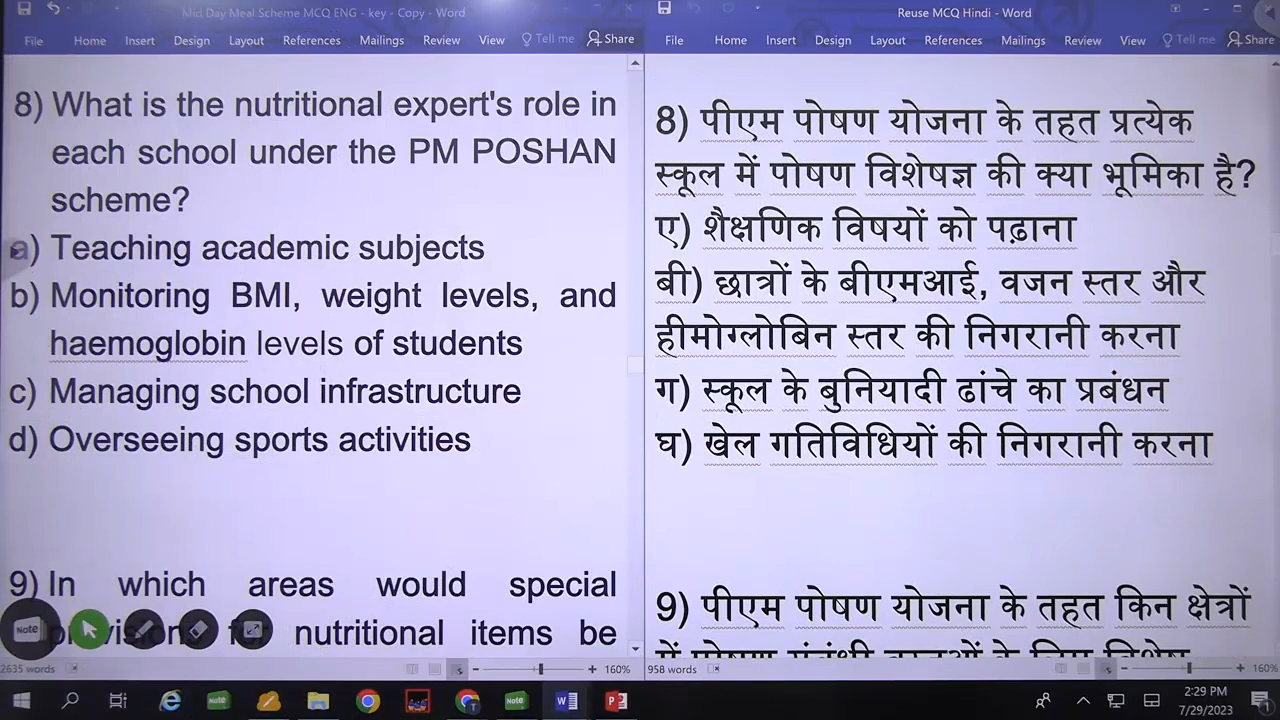 Mid Day Meal Scheme MCQ ENG - key - Copy - Word
File Home Insert Design Layout References Mailings Review View Tell me Share
8) What is the nutritional expert's role in
each school under the PM POSHAN
scheme?
a) Teaching academic subjects
b) Monitoring BMI, weight levels, and
haemoglobin levels of students
c) Managing school infrastructure
d) Overseeing sports activities
9) In which areas would special
nutritional items be
2635 words
160%
Reuse MCQ Hindi - Word
File Home Insert Design Layout References Mailings Review View Tell me Share
8) पीएम पोषण योजना के तहत प्रत्येक
स्कूल में पोषण विशेषज्ञ की क्या भूमिका है?
ए) शैक्षणिक विषयों को पढ़ाना
बी) छात्रों के बीएमआई, वजन स्तर और
हीमोग्लोबिन स्तर की निगरानी करना
ग) स्कूल के बुनियादी ढांचे का प्रबंधन
घ) खेल गतिविधियों की निगरानी करना
9) पीएम पोषण योजना के तहत किन क्षेत्रों
958 words
160%
Note
Note
Note
2:29 PM
7/29/2023